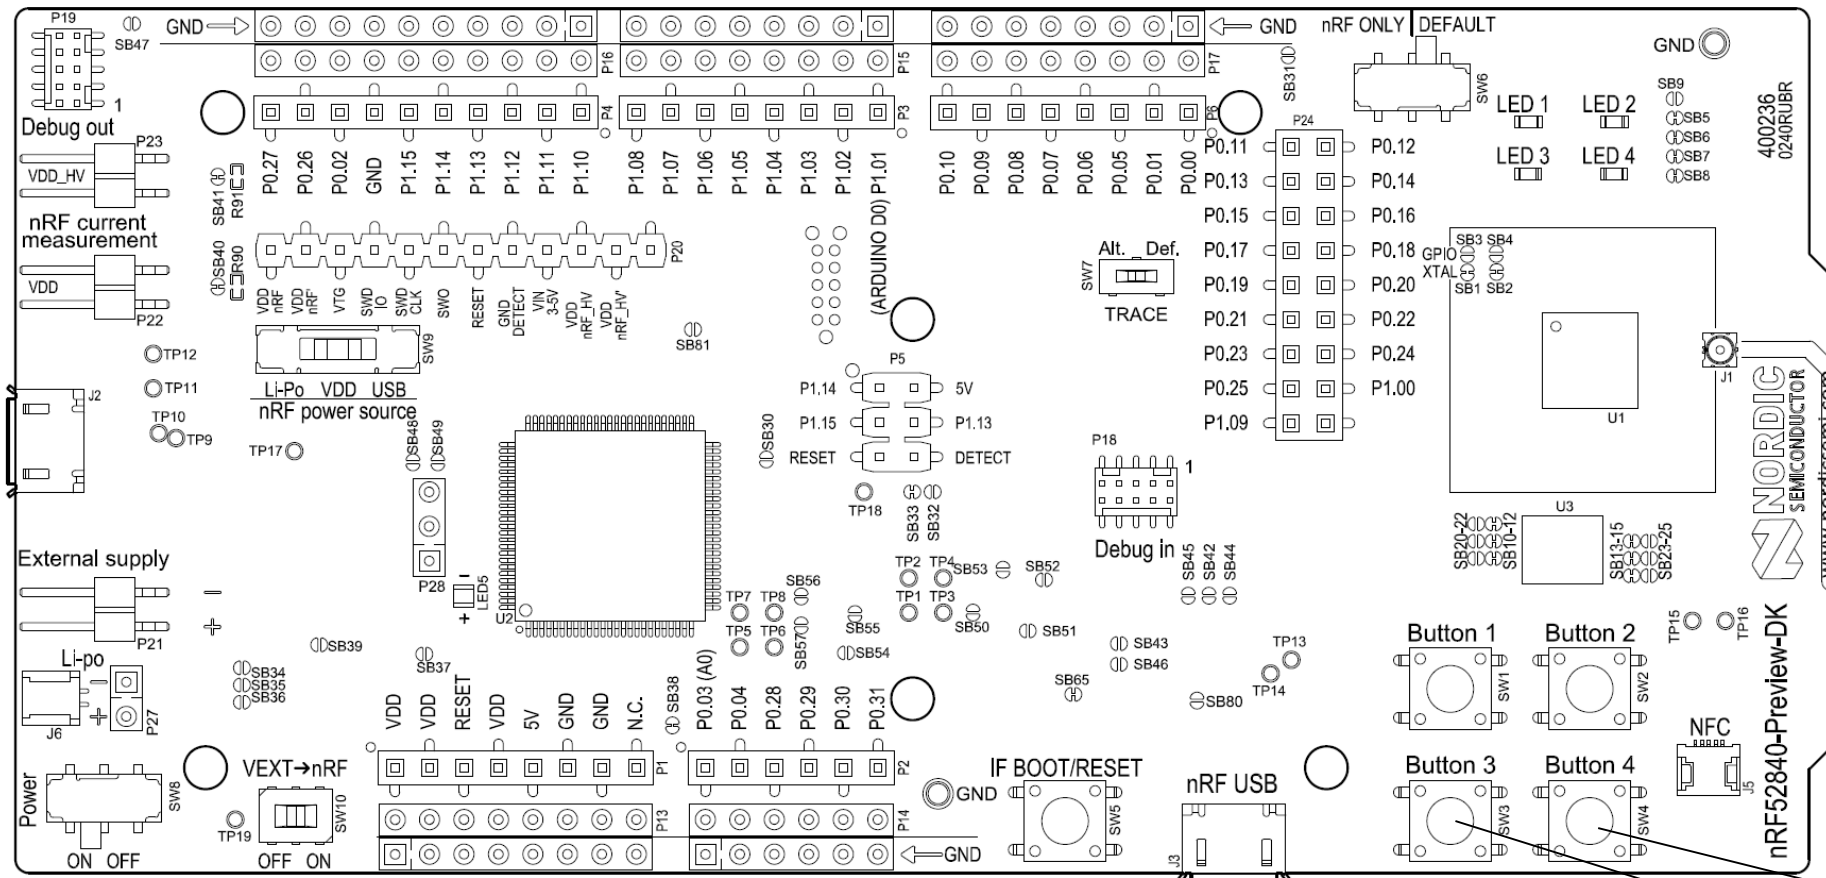 P19
SB47
1
Debug out
GND
GND
nRF ONLY DEFAULT
GND
P16
P15
P17
SB31
SW6
P4
P3
P6
P24
LED 1
LED 2
LED 3
LED 4
SB9
SB5
SB6
SB7
SB8
400236
0240RUBR
P23
VDD_HV
nRF current
measurement
VDD
P22
SB41
R91
SB40
R90
P0.27
P0.26
P0.02
GND
P1.15
P1.14
P1.13
P1.12
P1.11
P1.10
P1.08
P1.07
P1.06
P1.05
P1.04
P1.03
P1.02
P1.01
(ARDUINO D0)
P0.10
P0.09
P0.08
P0.07
P0.06
P0.05
P0.01
P0.00
P0.11
P0.12
P0.13
P0.14
P0.15
P0.16
P0.17
P0.18
P0.19
P0.20
P0.21
P0.22
P0.23
P0.24
P0.25
P1.00
P1.09
P20
VDD
nRF
VDD
nRF'
VTG
SWD
IO
SWD
CLK
SWO
RESET
GND
DETECT
VIN
3-5V
VDD
nRF_HV
VDD
nRF_HV'
SW9
Li-Po VDD USB
nRF power source
SB81
Alt. Def.
SW7
TRACE
SB3 SB4
GPIO
XTAL
SB1 SB2
U1
J1
NORDIC
SEMICONDUCTOR
www.nordicsemi.com
TP12
TP11
TP10
TP9
TP17
J2
SB48
SB49
SB30
P5
P1.14
5V
P1.15
P1.13
RESET
DETECT
TP18
SB33
SB32
P18
1
Debug in
SB45
SB42
SB44
U3
SB20-22
SB10-12
SB13-15
SB23-25
External supply
P21
−
+
P28
−
LED5
+
U2
TP2
TP4
SB53
SB52
TP1
TP3
SB50
SB51
TP7
TP8
SB56
TP5
TP6
SB57
SB55
SB54
SB43
SB46
SB65
SB80
TP13
TP14
TP15
TP16
SB39
SB37
SB34
SB35
SB36
Li-po
−
+
J6
P27
SB38
VDD
VDD
RESET
VDD
5V
GND
GND
N.C.
P0.03 (A0)
P0.04
P0.28
P0.29
P0.30
P0.31
P1
P2
P13
P14
GND
GND
Power
SW8
ON OFF
TP19
VEXT→nRF
SW10
OFF ON
IF BOOT/RESET
SW5
nRF USB
J3
Button 1
SW1
Button 2
SW2
Button 3
SW3
Button 4
SW4
NFC
J5
nRF52840-Preview-DK